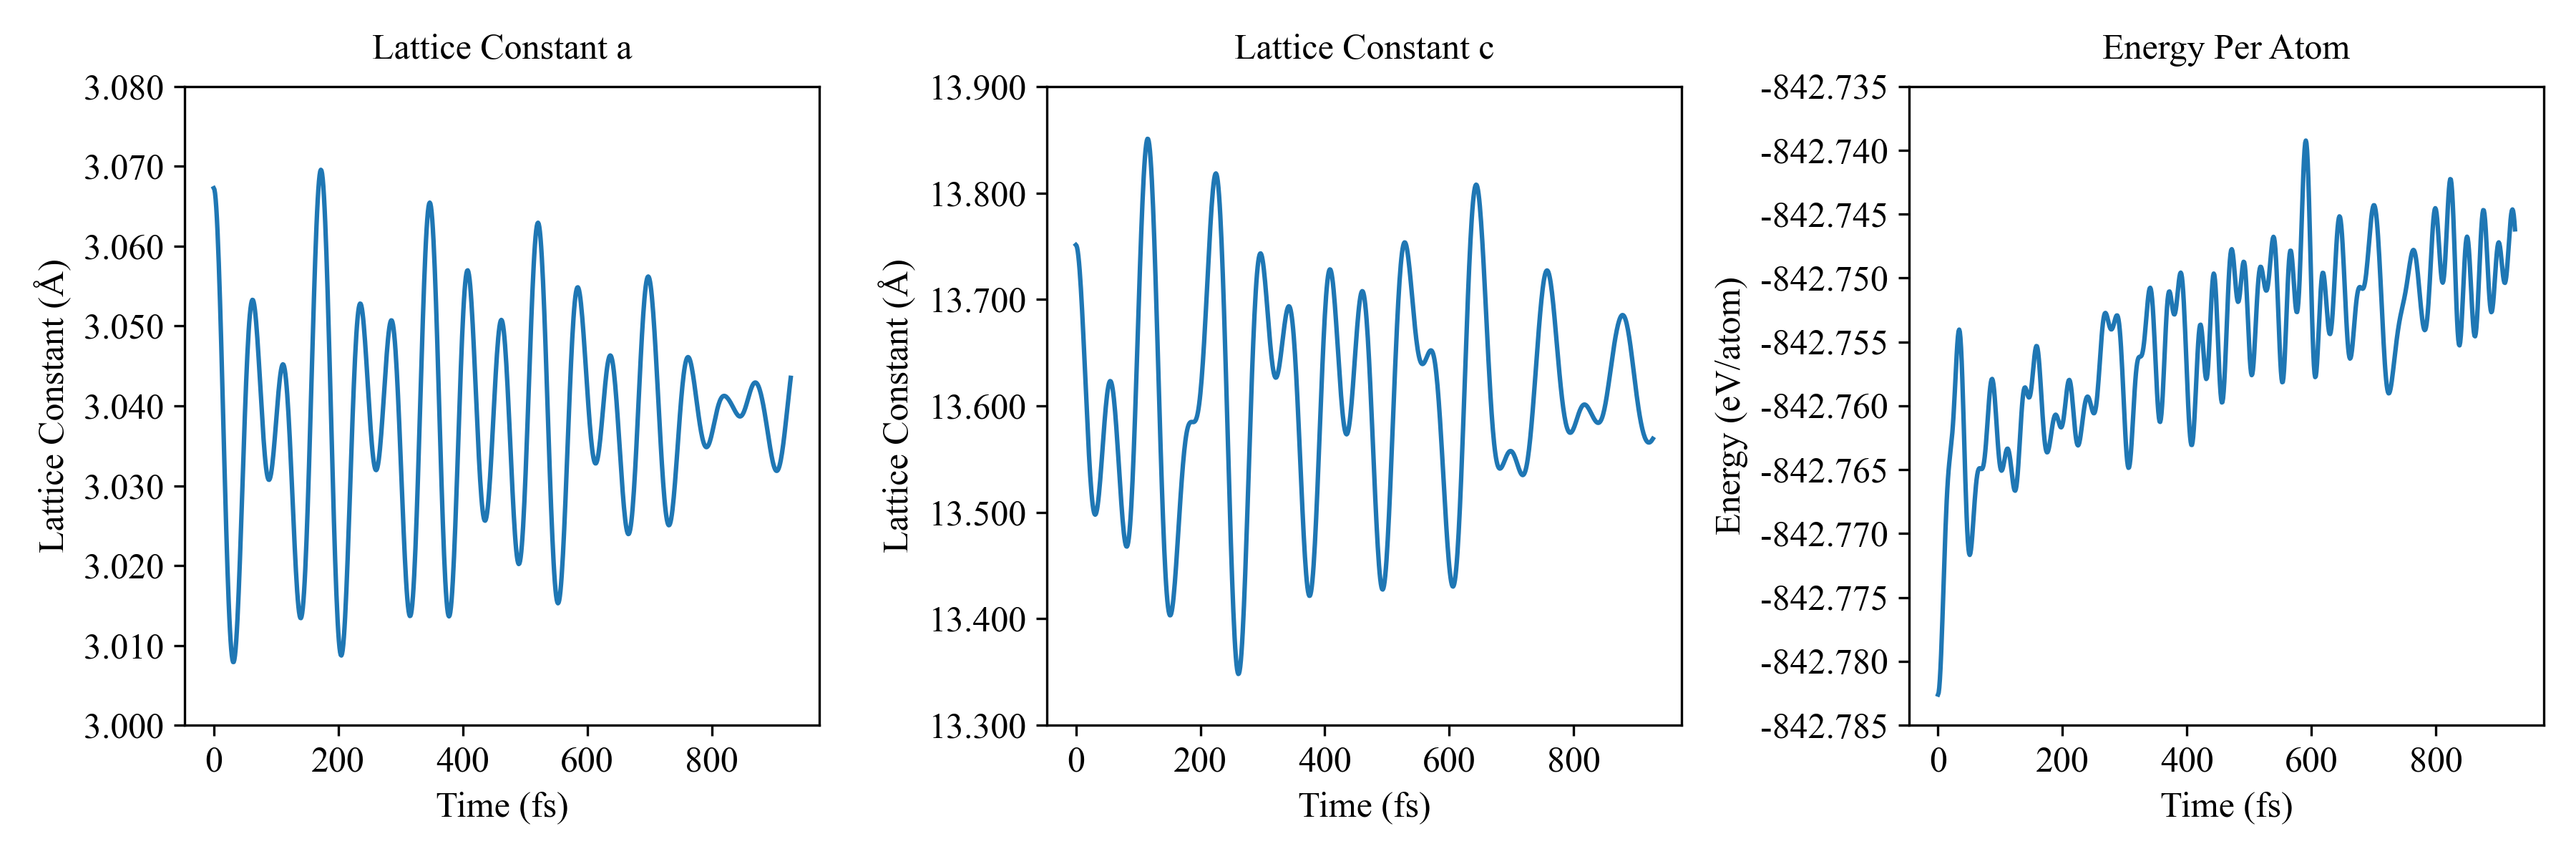 Lattice Constant a
3.080
3.070
3.060
3.050
3.040
3.030
3.020
3.010
3.000
Lattice Constant (Å)
0 200 400 600 800
Time (fs)
Lattice Constant c
13.900
13.800
13.700
13.600
13.500
13.400
13.300
Lattice Constant (Å)
0 200 400 600 800
Time (fs)
Energy Per Atom
-842.735
-842.740
-842.745
-842.750
-842.755
-842.760
-842.765
-842.770
-842.775
-842.780
-842.785
Energy (eV/atom)
0 200 400 600 800
Time (fs)